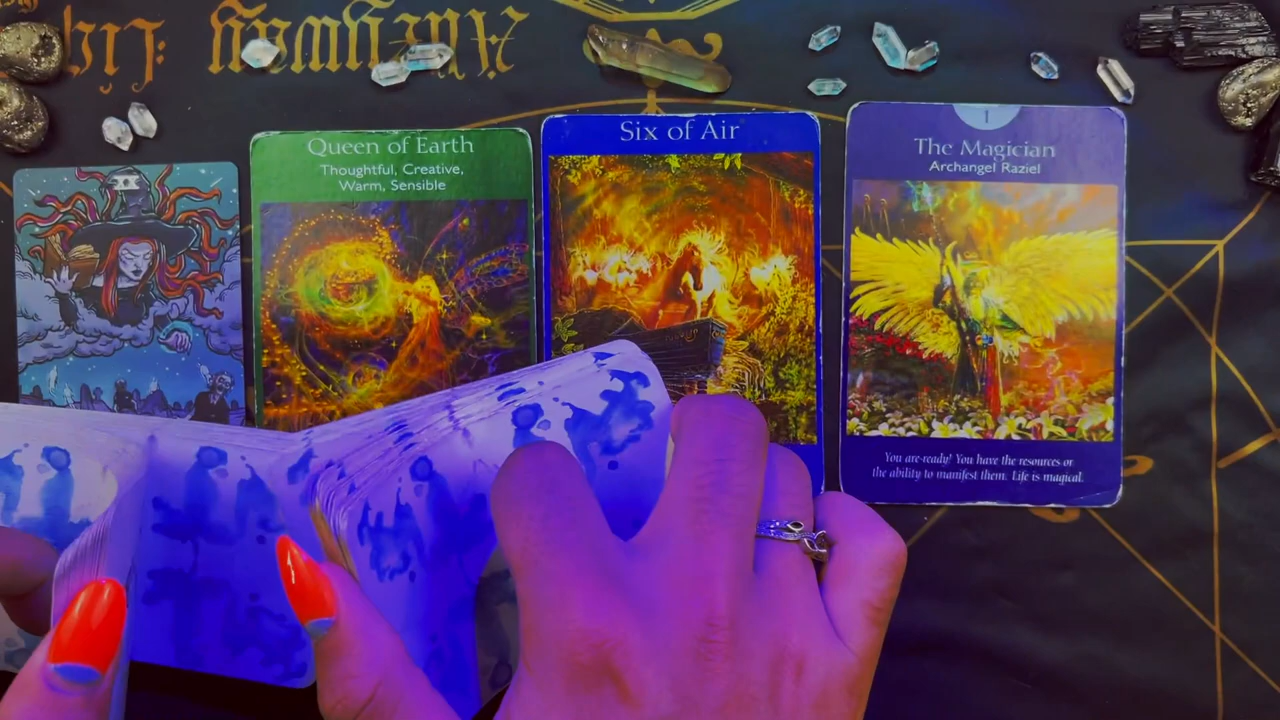 Queen of Earth
Thoughtful, Creative,
Warm, Sensible
Six of Air
1
The Magician
Archangel Raziel
You are ready! You have the resources or
the ability to manifest them. Life is magical.